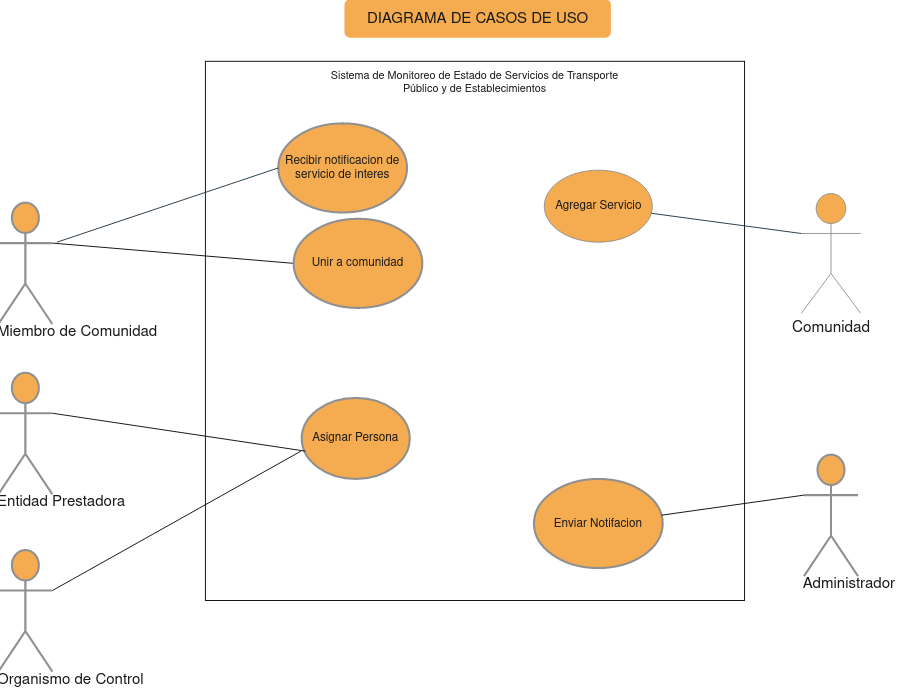 DIAGRAMA DE CASOS DE USO
Sistema de Monitoreo de Estado de Servicios de Transporte
Público y de Establecimientos
Recibir notificacion de
servicio de interes
Agregar Servicio
Unir a comunidad
Miembro de Comunidad
Comunidad
Asignar Persona
Entidad Prestadora
Enviar Notifacion
Administrador
Organismo de Control